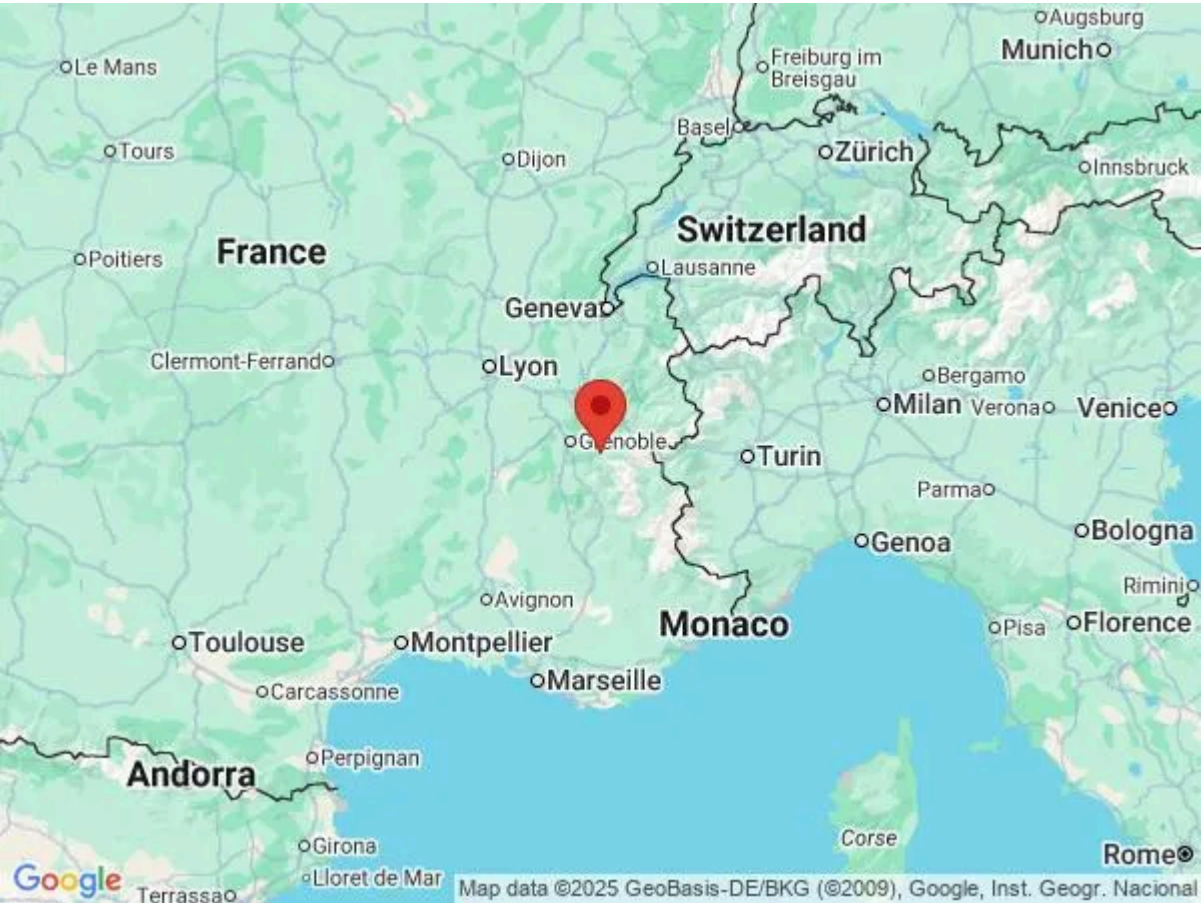 Augsburg
Munich
Freiburg im
Breisgau
Le Mans
Basel
Zürich
Tours
Dijon
Innsbruck
Switzerland
France
Poitiers
Lausanne
Geneva
Clermont-Ferrand
Lyon
Bergamo
Milan
Verona
Venice
Grenoble
Turin
Parma
Bologna
Genoa
Rimini
Avignon
Monaco
Pisa
Florence
Toulouse
Montpellier
Marseille
Carcassonne
Perpignan
Andorra
Corse
Girona
Rome
Lloret de Mar
Google
Terrassa
Map data ©2025 GeoBasis-DE/BKG (©2009), Google, Inst. Geogr. Nacional